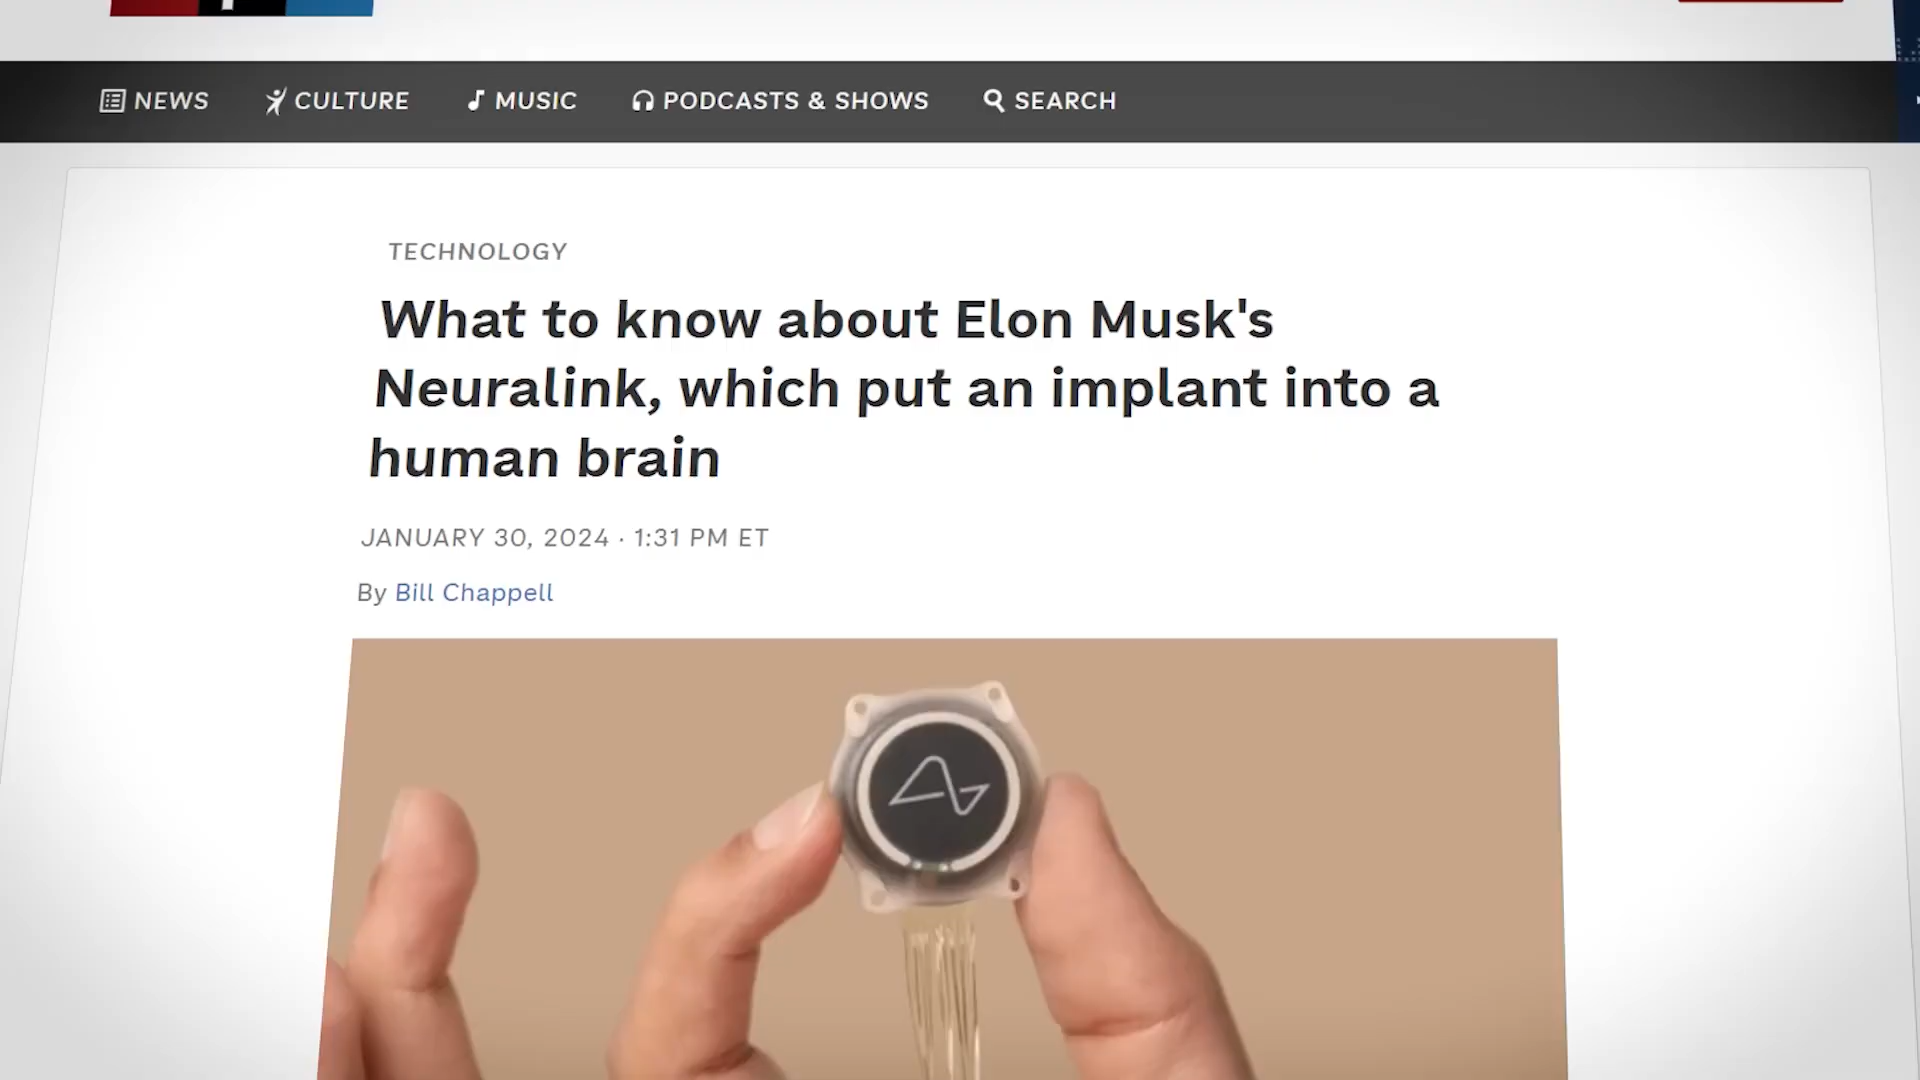 NEWS CULTURE MUSIC PODCASTS & SHOWS SEARCH
TECHNOLOGY
What to know about Elon Musk's
Neuralink, which put an implant into a
human brain
JANUARY 30, 2024 · 1:31 PM ET
By Bill Chappell